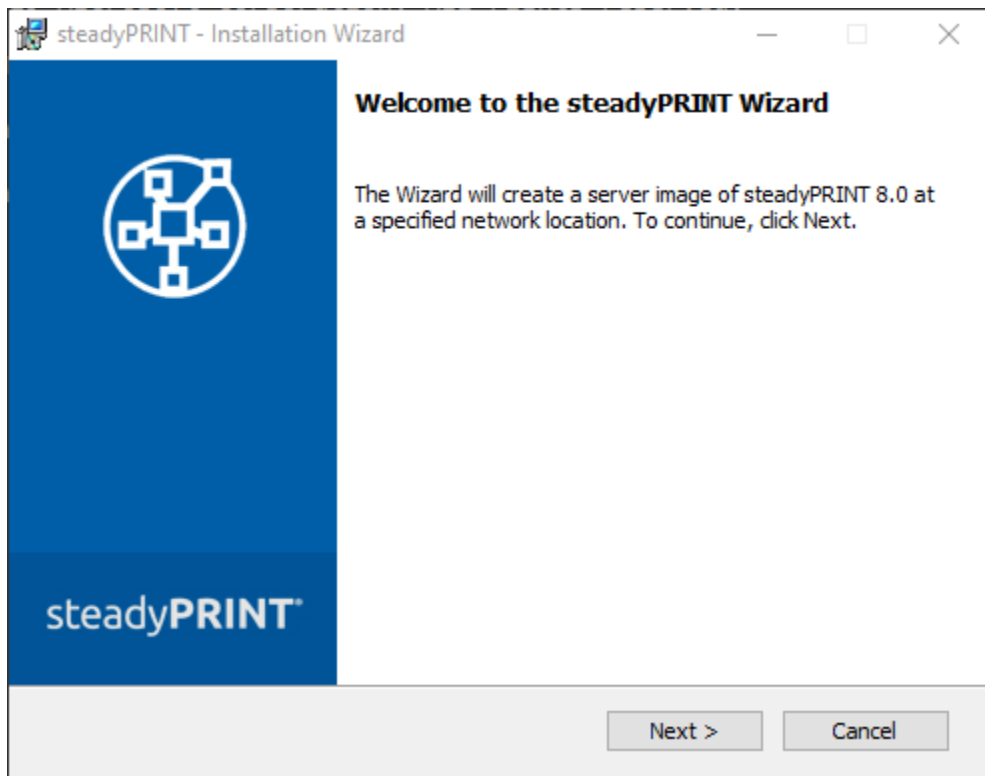 steadyPRINT - Installation Wizard
Welcome to the steadyPRINT Wizard
The Wizard will create a server image of steadyPRINT 8.0 at
a specified network location. To continue, click Next.
steadyPRINT®
Next >
Cancel